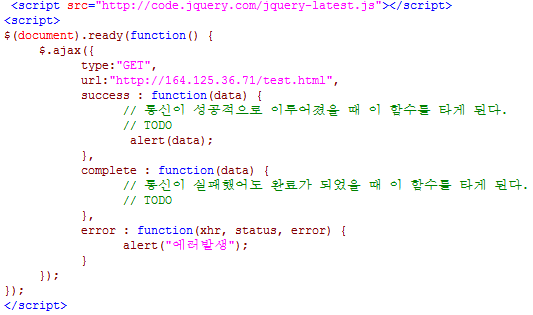 <script src="http://code.jquery.com/jquery-latest.js"></script>
<script>
$(document).ready(function() {
$.ajax({
type:"GET",
url:"http://164.125.36.71/test.html",
success : function(data) {
// 통신이 성공적으로 이루어졌을 때 이 함수를 타게 된다.
// TODO
alert(data);
},
complete : function(data) {
// 통신이 실패했어도 완료가 되었을 때 이 함수를 타게 된다.
// TODO
},
error : function(xhr, status, error) {
alert("에러발생");
}
});
});
</script>